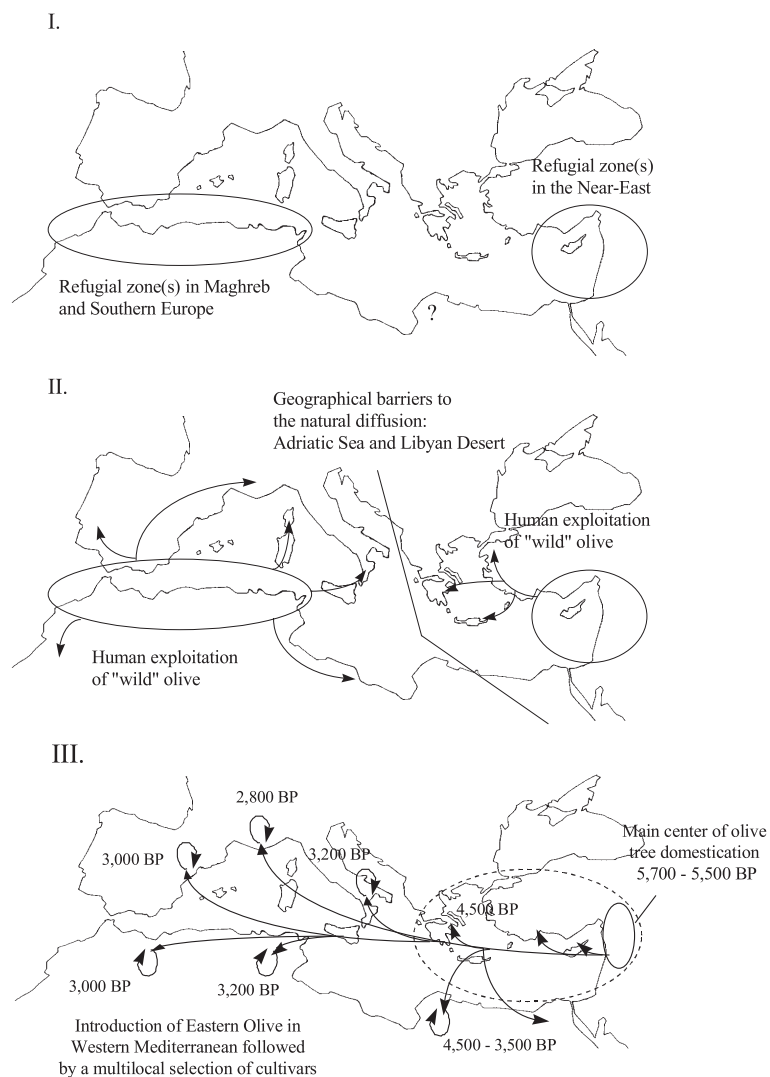 I.
Refugial zone(s)
in the Near-East
Refugial zone(s) in Maghreb
and Southern Europe
?
II.
Geographical barriers to
the natural diffusion:
Adriatic Sea and Libyan Desert
Human exploitation
of "wild" olive
Human exploitation
of "wild" olive
III.
2,800 BP
Main center of olive
tree domestication
5,700 - 5,500 BP
3,000 BP
3,200 BP
4,500 BP
3,000 BP
3,200 BP
4,500 - 3,500 BP
Introduction of Eastern Olive in
Western Mediterranean followed
by a multilocal selection of cultivars